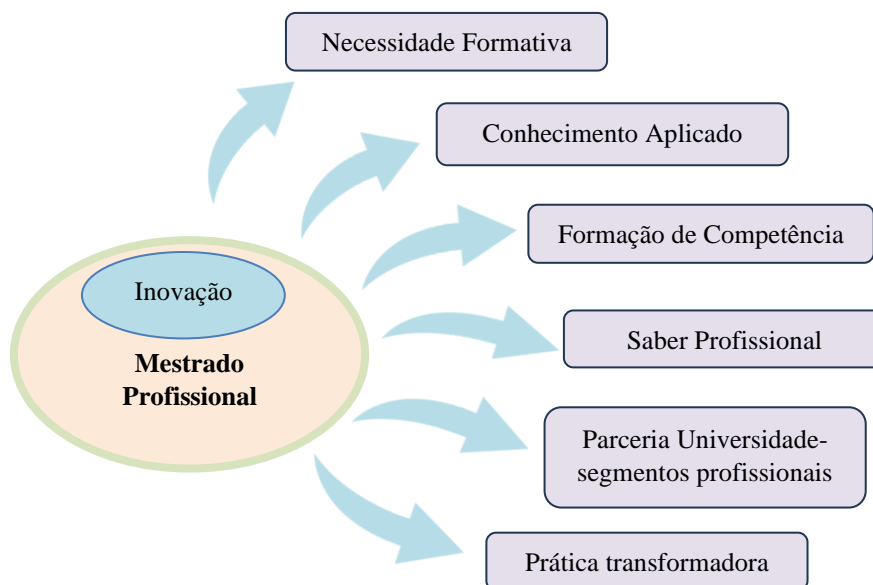 Necessidade Formativa
Conhecimento Aplicado
Formação de Competência
Inovação
Mestrado
Profissional
Saber Profissional
Parceria Universidade-
segmentos profissionais
Prática transformadora